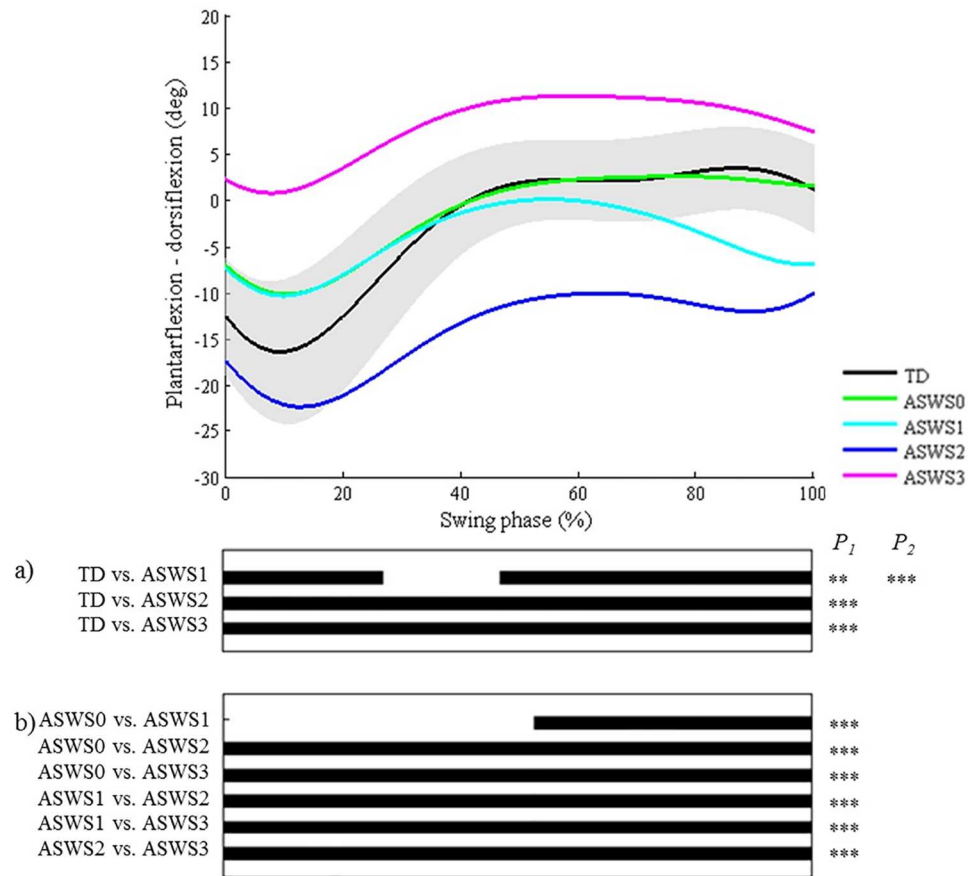 20
15
10
5
0
-5
-10
-15
-20
-25
-30
Plantarflexion - dorsiflexion (deg)
0 20 40 60 80 100
Swing phase (%)
TD
ASWS0
ASWS1
ASWS2
ASWS3
P1 P2
a) TD vs. ASWS1 ** ***
TD vs. ASWS2 ***
TD vs. ASWS3 ***
b) ASWS0 vs. ASWS1 ***
ASWS0 vs. ASWS2 ***
ASWS0 vs. ASWS3 ***
ASWS1 vs. ASWS2 ***
ASWS1 vs. ASWS3 ***
ASWS2 vs. ASWS3 ***